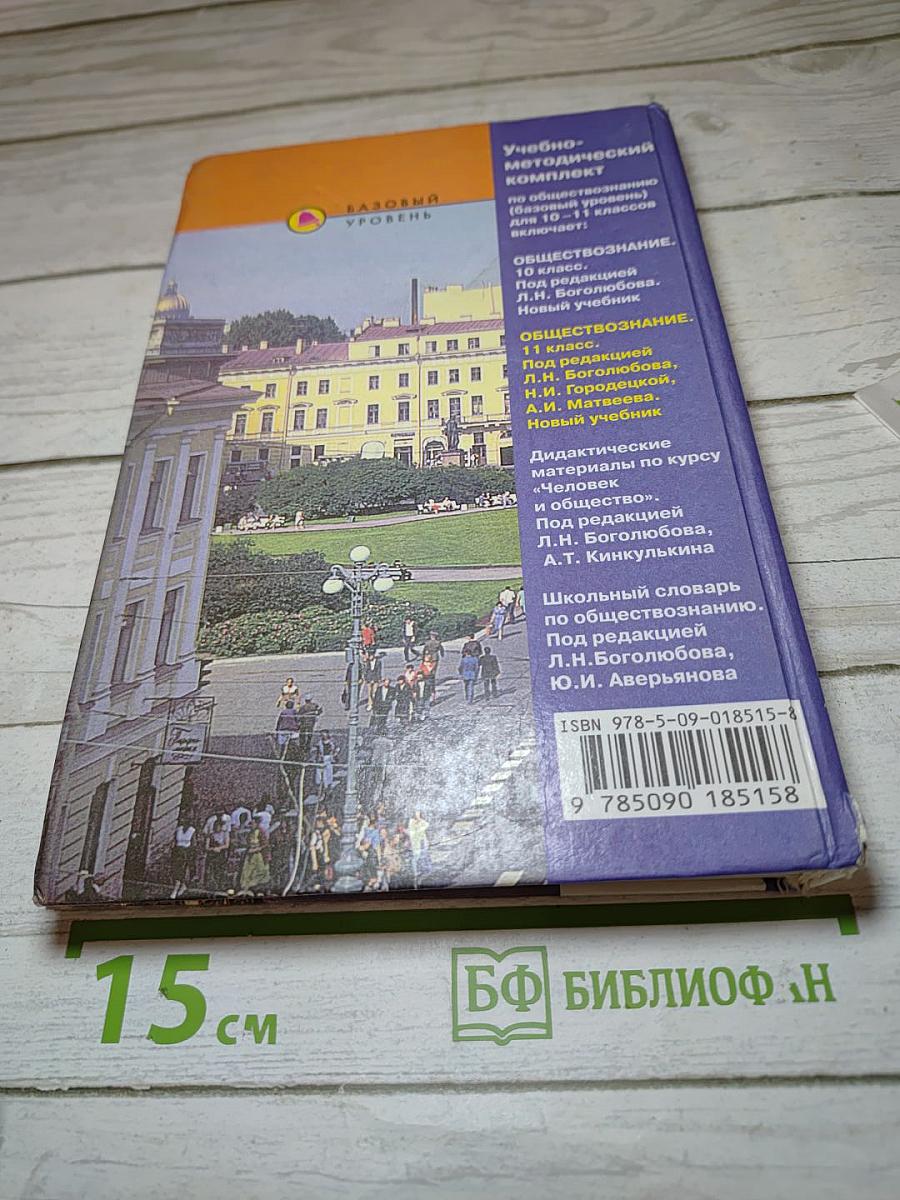 БАЗОВЫЙ
УРОВЕНЬ
Учебно-
методический
комплект
по обществознанию
(базовый уровень)
для 10–11 классов
включает:
ОБЩЕСТВОЗНАНИЕ.
10 класс.
Под редакцией
Л.Н. Боголюбова.
Новый учебник
ОБЩЕСТВОЗНАНИЕ.
11 класс.
Под редакцией
Л.Н. Боголюбова,
Н.И. Городецкой,
А.И. Матвеева.
Новый учебник
Дидактические
материалы по курсу
«Человек
и общество».
Под редакцией
Л.Н. Боголюбова,
А.Т. Кинкулькина
Школьный словарь
по обществознанию.
Под редакцией
Л.Н.Боголюбова,
Ю.И. Аверьянова
ISBN 978-5-09-018515-8
9 785090 185158
15 см
БФ БИБЛИОФАН